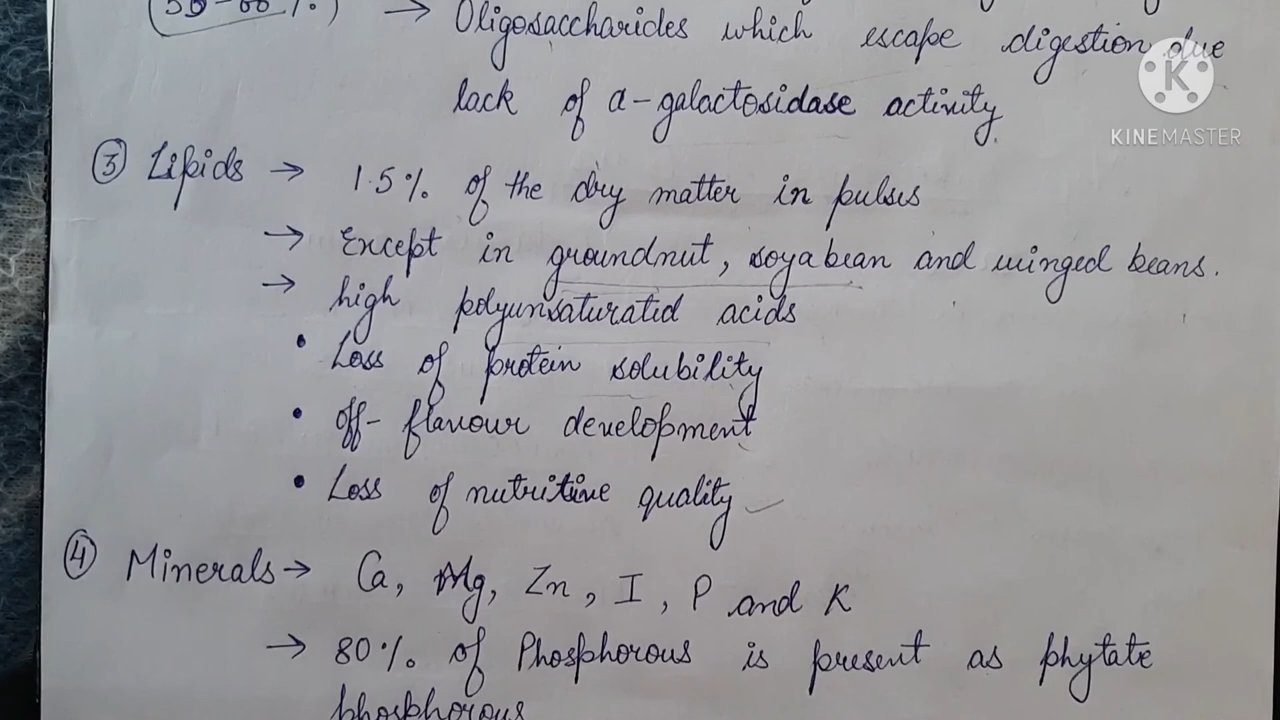 → Oligosaccharides which escape digestion due
lack of α-galactosidase activity.
③ Lipids → 1.5% of the dry matter in pulses
→ Except in groundnut, soyabean and winged beans.
→ high polyunsaturated acids
• Loss of protein solubility
• off-flavour development
• Loss of nutritive quality
④ Minerals → Ca, Mg, Zn, I, P and K
→ 80% of Phosphorous is present as phytate
phosphorous
K
KINEMASTER